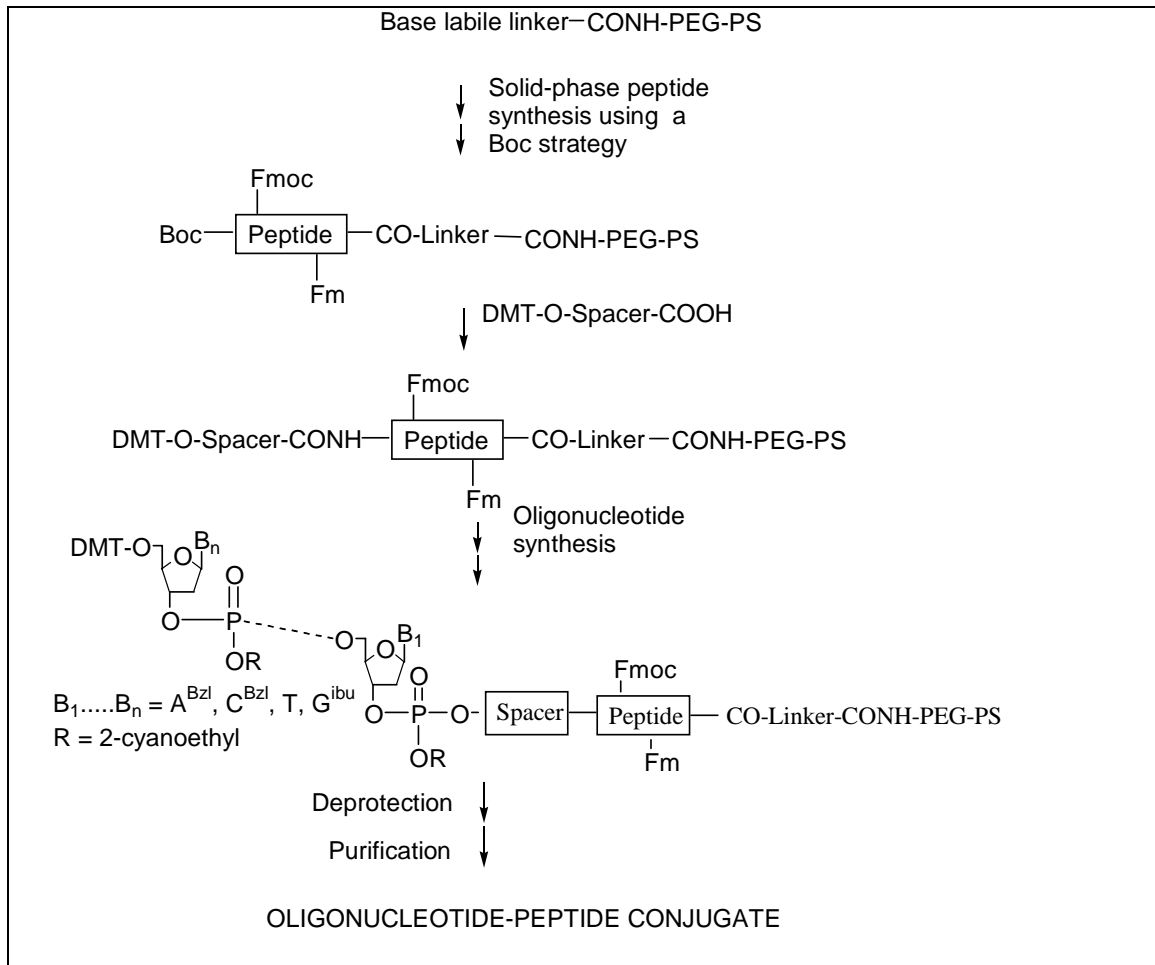 Base labile linker–CONH-PEG-PS
Solid-phase peptide
synthesis using a
Boc strategy
Fmoc
Boc Peptide CO-Linker CONH-PEG-PS
Fm
DMT-O-Spacer-COOH
Fmoc
DMT-O-Spacer-CONH Peptide CO-Linker CONH-PEG-PS
Fm
Oligonucleotide
synthesis
DMT-O O Bn
O
O P O O B1
OR
O
Fmoc
B1.....Bn = A^Bzl, C^Bzl, T, G^ibu
O P O Spacer Peptide CO-Linker-CONH-PEG-PS
R = 2-cyanoethyl
OR
Fm
Deprotection
Purification
OLIGONUCLEOTIDE-PEPTIDE CONJUGATE